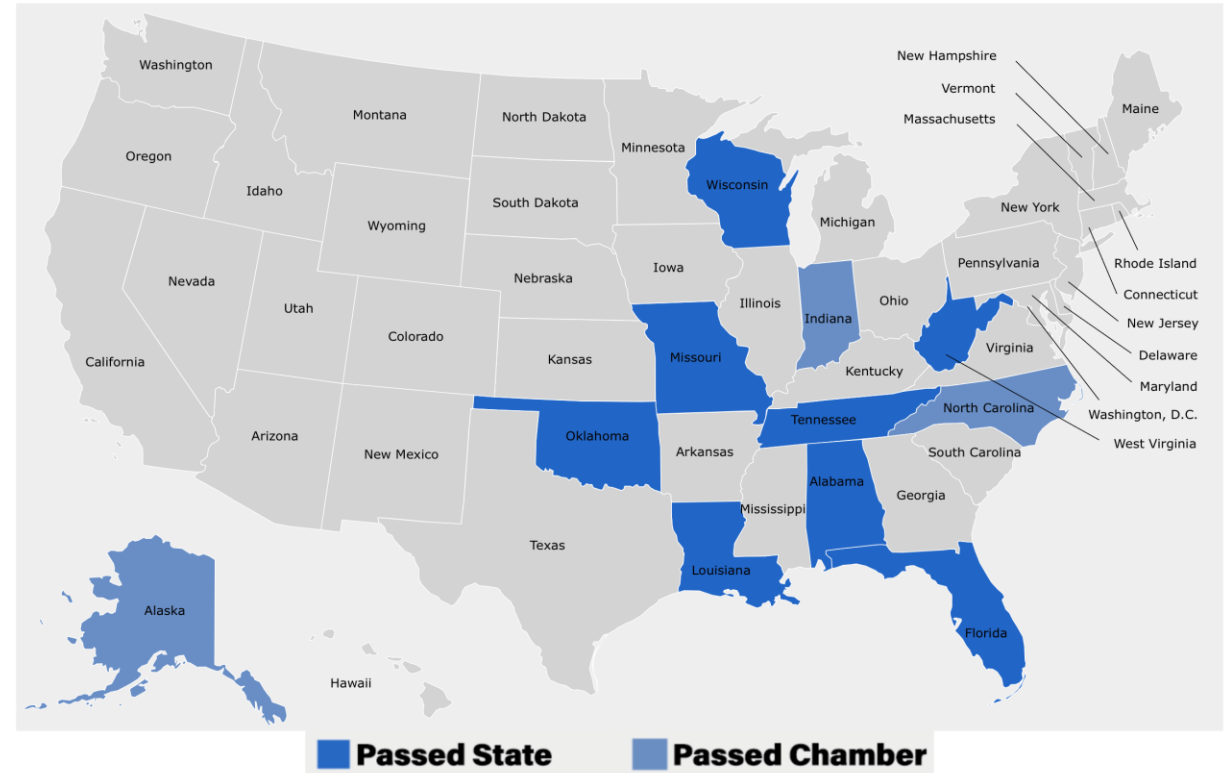 New Hampshire
Washington
Vermont
Maine
Montana
North Dakota
Massachusetts
Minnesota
Oregon
Idaho
Wisconsin
South Dakota
New York
Michigan
Wyoming
Pennsylvania
Rhode Island
Iowa
Nebraska
Nevada
Connecticut
Illinois
Ohio
Utah
Indiana
New Jersey
Colorado
Virginia
Delaware
Missouri
Kansas
California
Kentucky
Maryland
North Carolina
Washington, D.C.
Tennessee
Arizona
Oklahoma
West Virginia
Arkansas
South Carolina
New Mexico
Alabama
Georgia
Mississippi
Texas
Louisiana
Alaska
Florida
Hawaii
Passed State
Passed Chamber